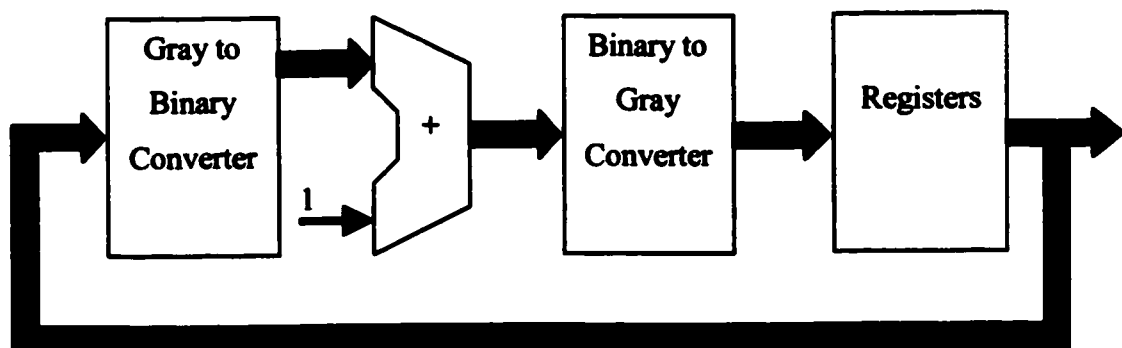 Gray to
Binary
Converter
1
+
Binary to
Gray
Converter
Registers